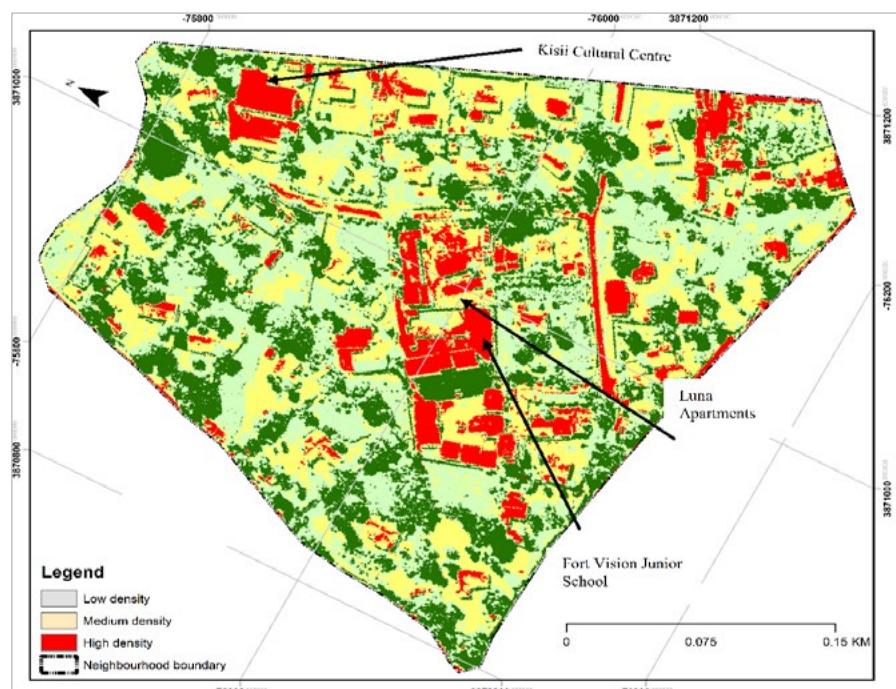 -75800
-76000
3871200
Kisii Cultural Centre
3871000
N
3871200
-76200
-75800
Luna
Apartments
3870800
3871000
Fort Vision Junior
School
Legend
Low density
Medium density
High density
Neighbourhood boundary
0
0.075
0.15 KM